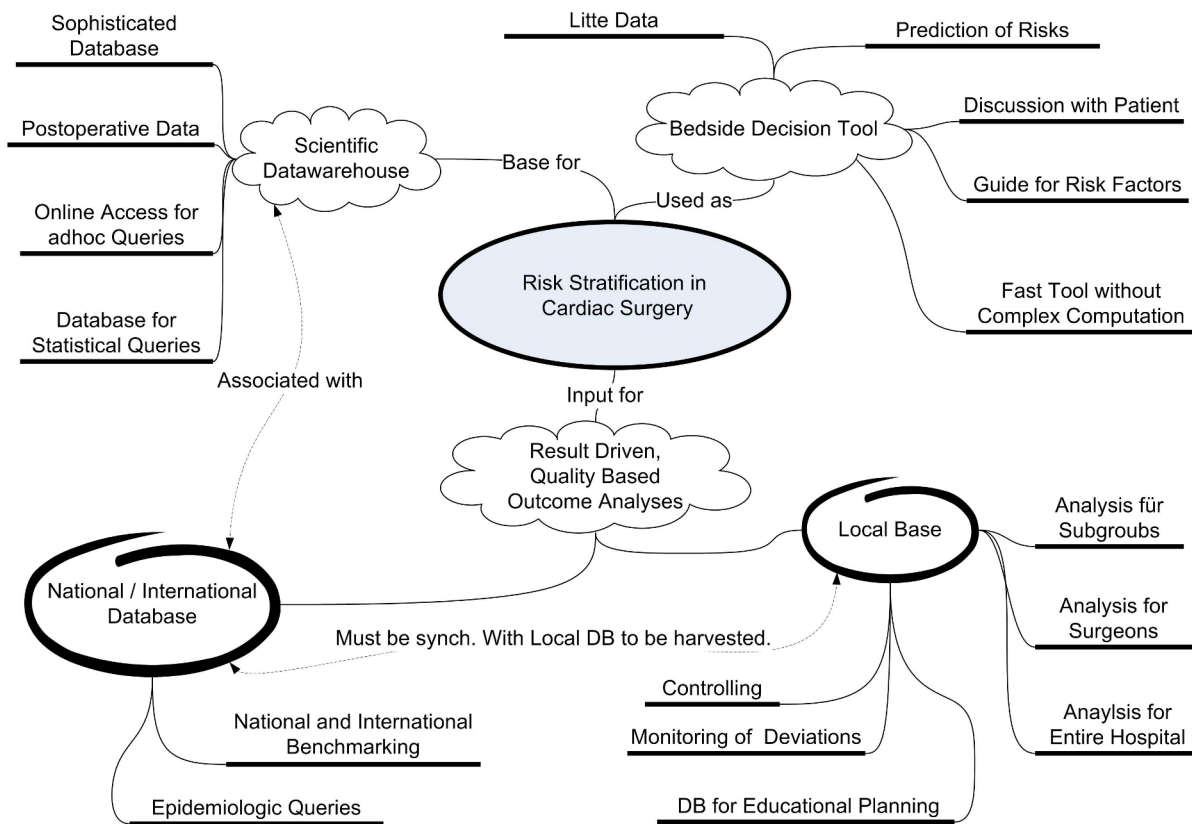 Sophisticated
Database
Postoperative Data
Online Access for
adhoc Queries
Database for
Statistical Queries
Scientific
Datawarehouse
Base for
Litte Data
Prediction of Risks
Bedside Decision Tool
Discussion with Patient
Guide for Risk Factors
Fast Tool without
Complex Computation
Used as
Risk Stratification in
Cardiac Surgery
Associated with
Input for
Result Driven,
Quality Based
Outcome Analyses
National / International
Database
Must be synch. With Local DB to be harvested.
Local Base
Analysis für
Subgroubs
Analysis for
Surgeons
Anaylsis for
Entire Hospital
Controlling
Monitoring of Deviations
DB for Educational Planning
National and International
Benchmarking
Epidemiologic Queries